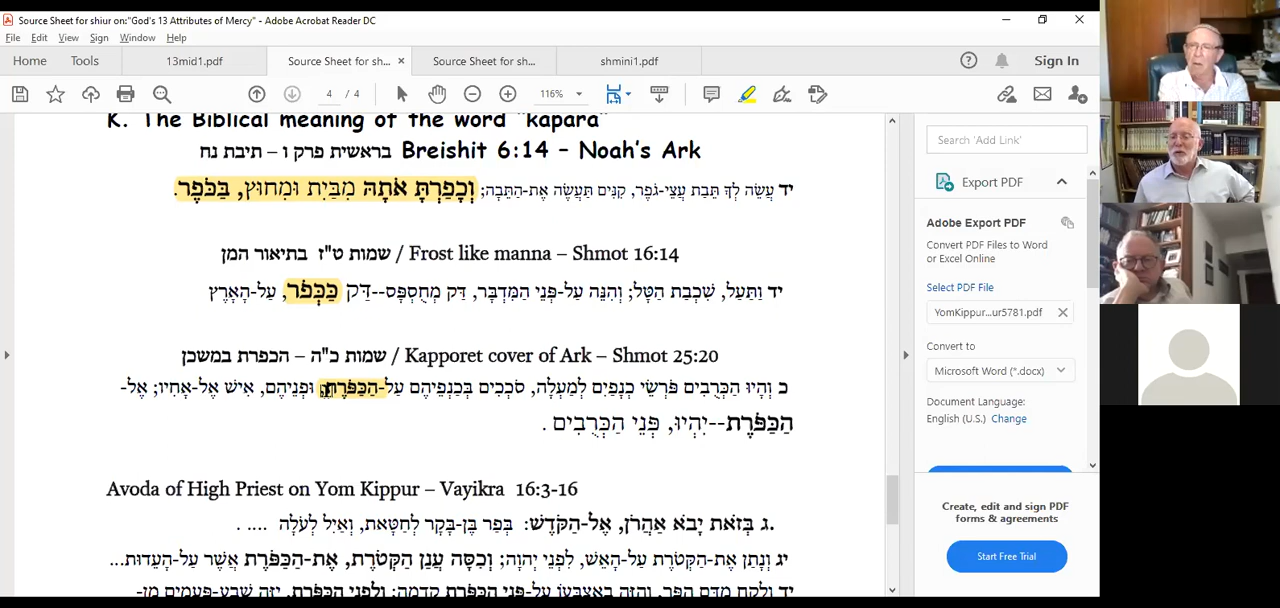 Source Sheet for shiur on:"God's 13 Attributes of Mercy" - Adobe Acrobat Reader DC
File Edit View Sign Window Help
Home Tools 13mid1.pdf Source Sheet for sh... × Source Sheet for sh... shmini1.pdf Sign In
4 / 4 116%
K. The Biblical meaning of the word "kapara"
בראשית פרק ו – תיבת נח Breishit 6:14 – Noah's Ark
יד עֲשֵׂה לְךָ תֵּבַת עֲצֵי-גֹפֶר, קִנִּים תַּעֲשֶׂה אֶת-הַתֵּבָה; וְכָפַרְתָּ אֹתָהּ מִבַּיִת וּמִחוּץ, בַּכֹּפֶר.
שמות ט"ז בתיאור המן / Frost like manna – Shmot 16:14
יד וַתַּעַל, שִׁכְבַת הַטָּל; וְהִנֵּה עַל-פְּנֵי הַמִּדְבָּר, דַּק מְחֻסְפָּס--דַּק כַּכְּפֹר, עַל-הָאָרֶץ
שמות כ"ה – הכפרת במשכן / Kapporet cover of Ark – Shmot 25:20
כ וְהָיוּ הַכְּרֻבִים פֹּרְשֵׂי כְנָפַיִם לְמַעְלָה, סֹכְכִים בְּכַנְפֵיהֶם עַל-הַכַּפֹּרֶת, וּפְנֵיהֶם, אִישׁ אֶל-אָחִיו; אֶל-
הַכַּפֹּרֶת--יִהְיוּ, פְּנֵי הַכְּרֻבִים .
Avoda of High Priest on Yom Kippur – Vayikra 16:3-16
.ג בְּזֹאת יָבֹא אַהֲרֹן, אֶל-הַקֹּדֶשׁ: בְּפַר בֶּן-בָּקָר לְחַטָּאת, וְאַיִל לְעֹלָה .... .
יג וְנָתַן אֶת-הַקְּטֹרֶת עַל-הָאֵשׁ, לִפְנֵי יְהוָה; וְכִסָּה עֲנַן הַקְּטֹרֶת, אֶת-הַכַּפֹּרֶת אֲשֶׁר עַל-הָעֵדוּת...
יד וְלָקַח מִדַּם הַפָּר, וְהִזָּה בְאֶצְבָּעוֹ עַל-פְּנֵי הַכַּפֹּרֶת קֵדְמָה; וְלִפְנֵי הַכַּפֹּרֶת, יַזֶּה שֶׁבַע-פְּעָמִים מִן-
Search 'Add Link'
Export PDF
Adobe Export PDF
Convert PDF Files to Word
or Excel Online
Select PDF File
YomKippur...ur5781.pdf ×
Convert to
Microsoft Word (*.docx)
Document Language:
English (U.S.) Change
Create, edit and sign PDF
forms & agreements
Start Free Trial